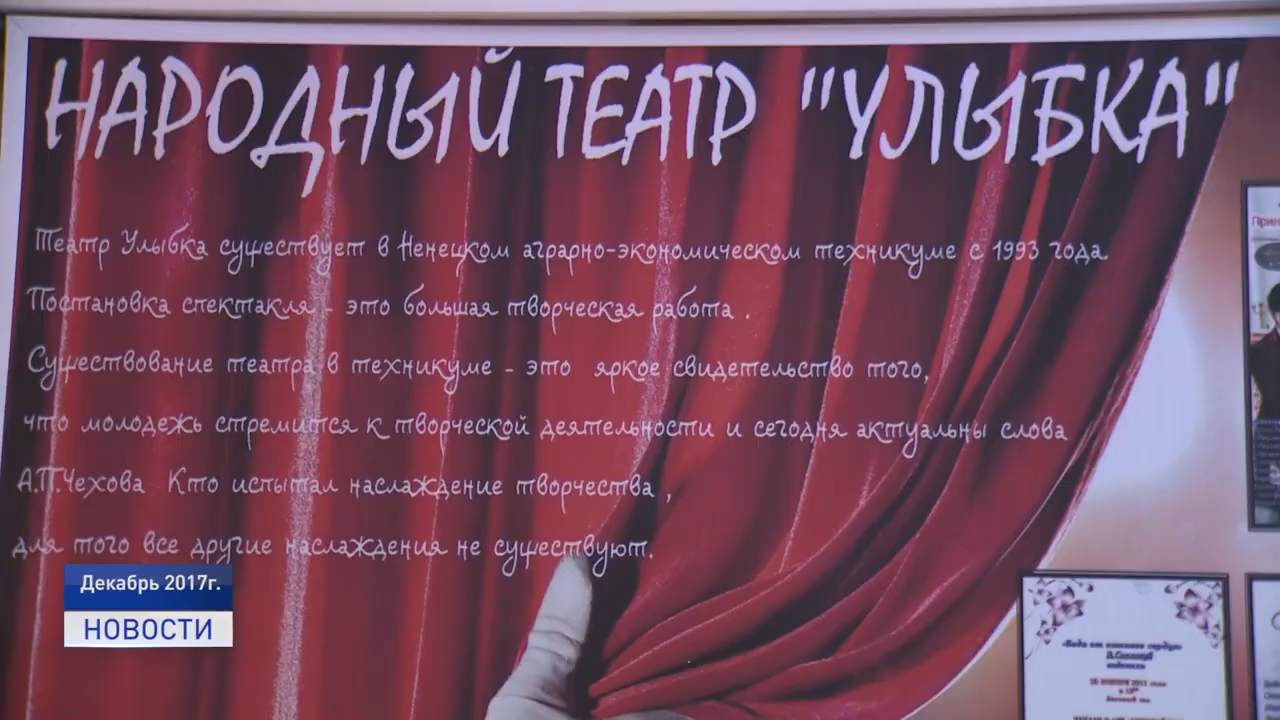 НАРОДНЫЙ ТЕАТР "УЛЫБКА"
Театр Улыбка существует в Ненецком аграрно-экономическом техникуме с 1993 года.
Постановка спектакля - это большая творческая работа .
Существование театра в техникуме - это яркое свидетельство того,
что молодежь стремится к творческой деятельности и сегодня актуальны слова
А.П.Чехова Кто испытал наслаждение творчества ,
для того все другие наслаждения не существуют.
Декабрь 2017г.
НОВОСТИ